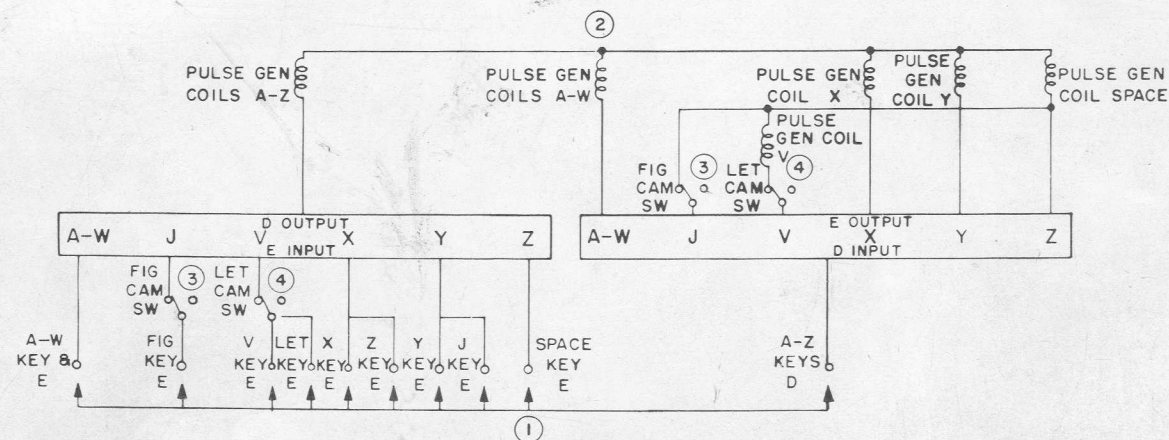 2
PULSE GEN
COILS A-Z
PULSE GEN
COILS A-W
PULSE GEN
COIL X
PULSE
GEN
COIL Y
PULSE GEN
COIL SPACE
PULSE
GEN COIL
V
FIG
CAM
SW
3
LET
CAM
SW
4
D OUTPUT
A-W J V X Y Z
E INPUT
E OUTPUT
A-W J V X Y Z
D INPUT
FIG
CAM
SW
3
LET
CAM
SW
4
A-W
KEY &
E
FIG
KEY
E
V
KEY
E
LET
KEY
E
X
KEY
E
Z
KEY
E
Y
KEY
E
J
KEY
E
SPACE
KEY
E
A-Z
KEYS
D
1